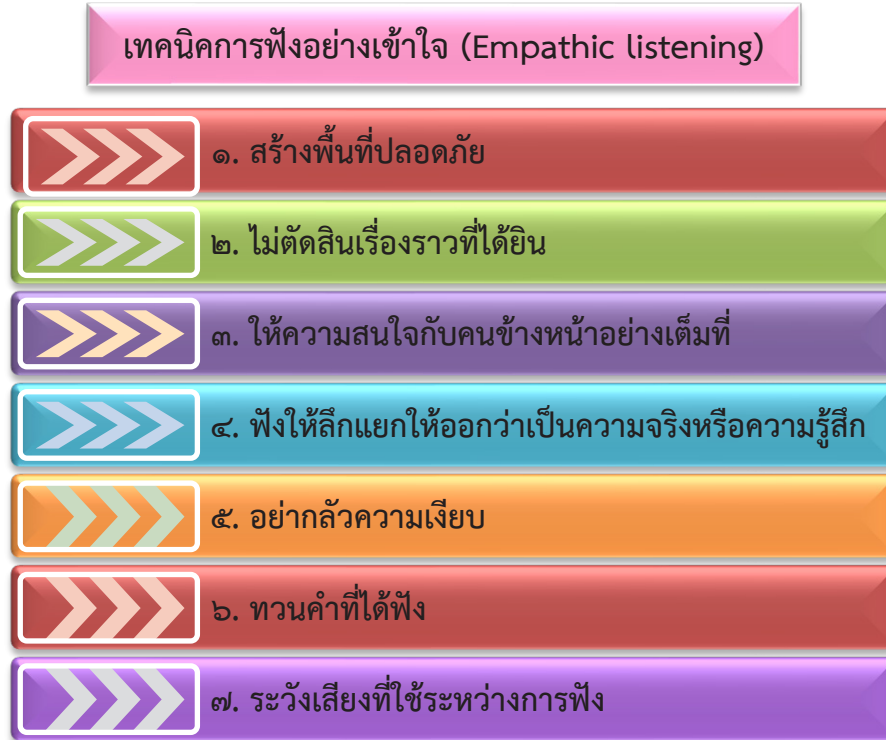 เทคนิคการฟังอย่างเข้าใจ (Empathic listening)
๑. สร้างพื้นที่ปลอดภัย
๒. ไม่ตัดสินเรื่องราวที่ได้ยิน
๓. ให้ความสนใจกับคนข้างหน้าอย่างเต็มที่
๔. ฟังให้ลึกแยกให้ออกว่าเป็นความจริงหรือความรู้สึก
๕. อย่ากลัวความเงียบ
๖. ทวนคำที่ได้ฟัง
๗. ระวังเสียงที่ใช้ระหว่างการฟัง